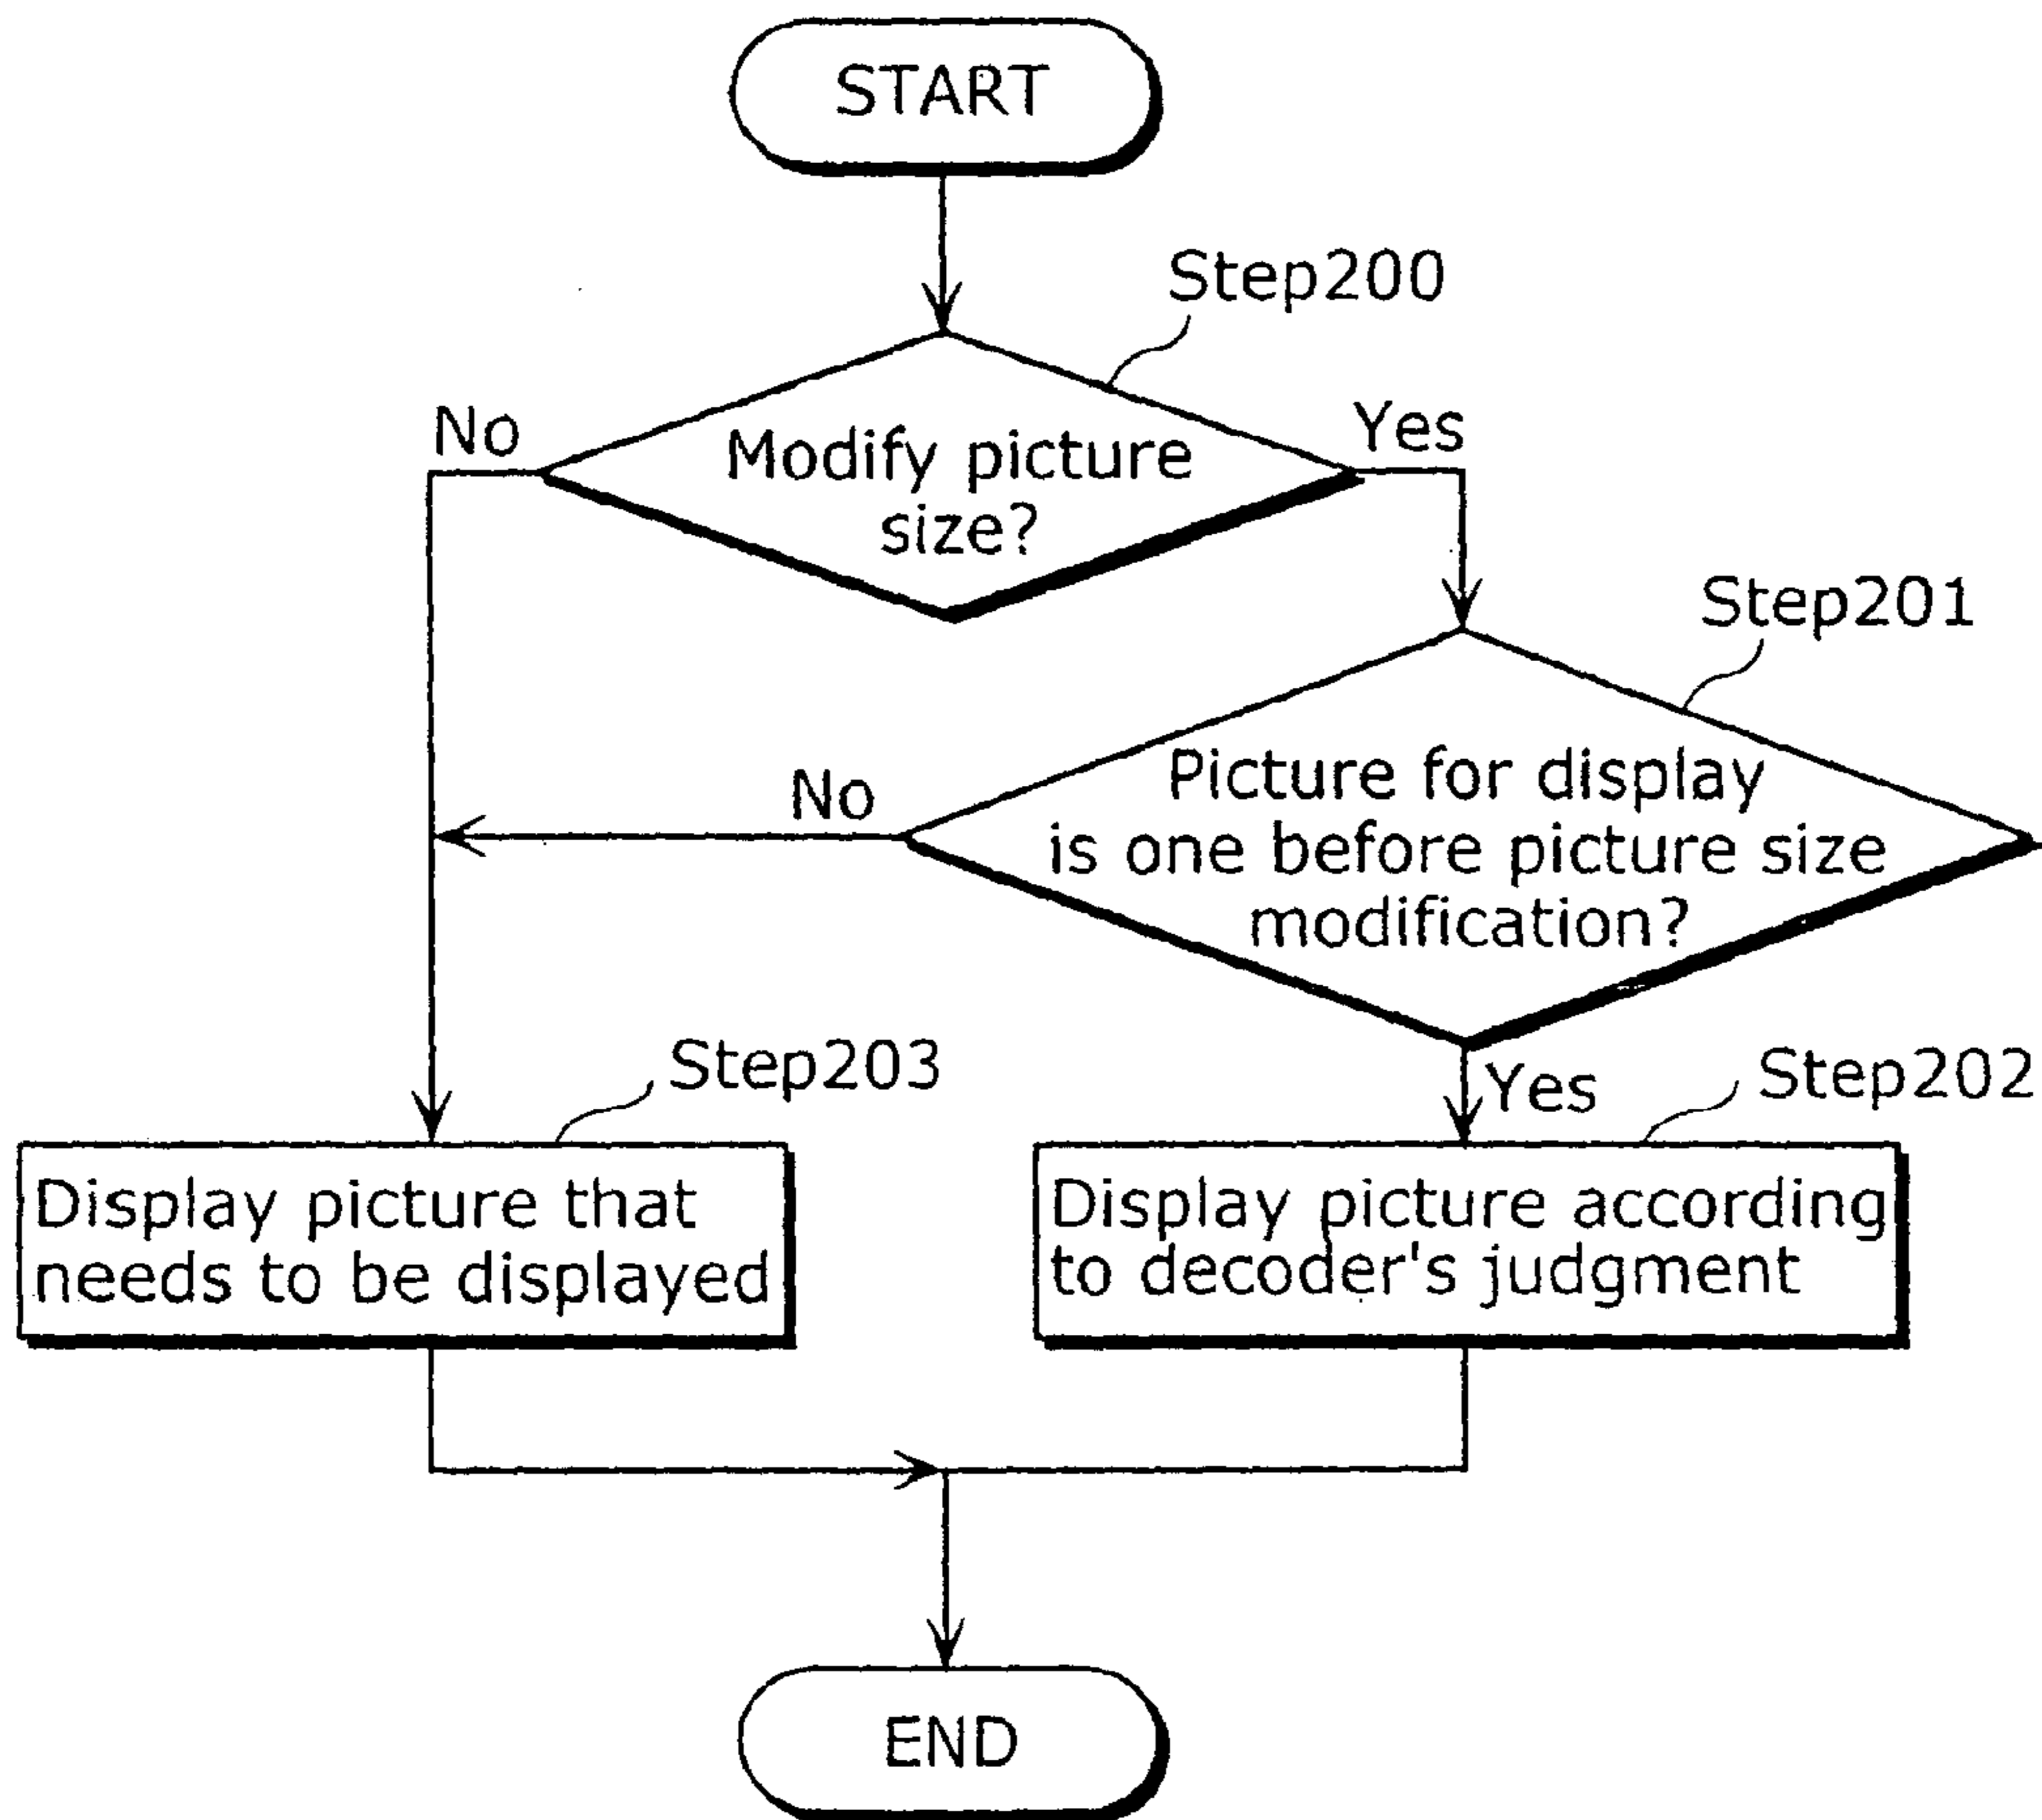 START
Step200
No
Yes
Modify picture
size?
Step201
No
Picture for display
is one before picture size
modification?
Step203
Yes
Step202
Display picture that
needs to be displayed
Display picture according
to decoder's judgment
END